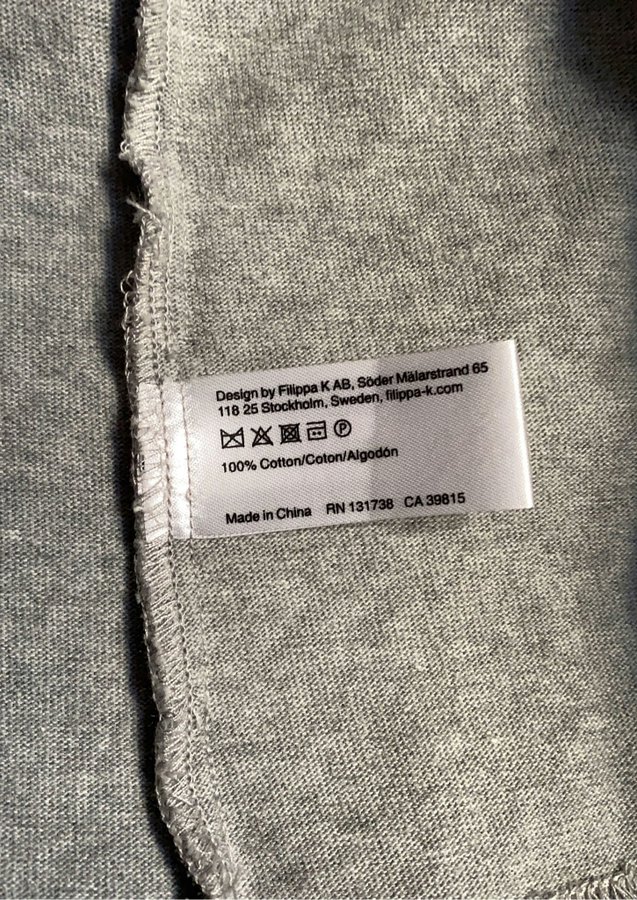 Design by Filippa K AB, Söder Mälarstrand 65
118 25 Stockholm, Sweden, filippa-k.com
P
100% Cotton/Coton/Algodón
Made in China RN 131738 CA 39815